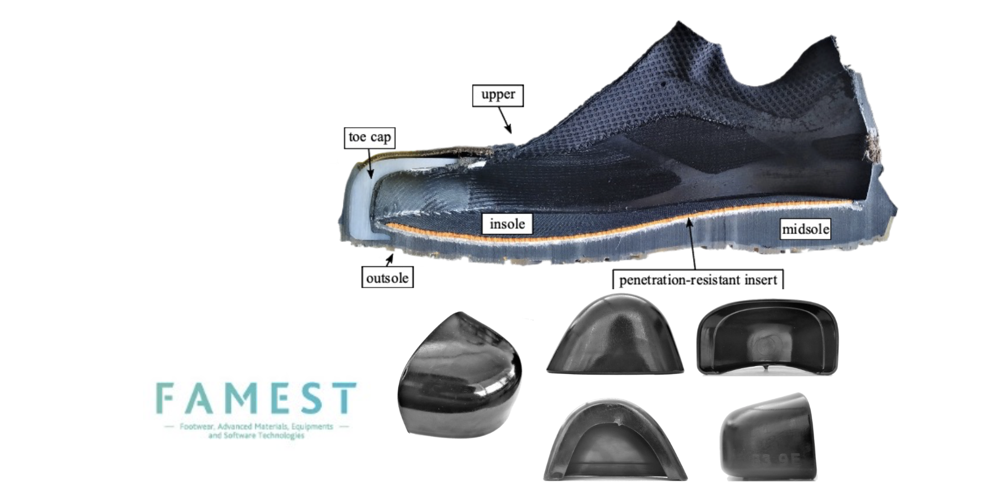 upper
toe cap
insole
midsole
outsole
penetration-resistant insert
FAMEST
Footwear, Advanced Materials, Equipments
and Software Technologies